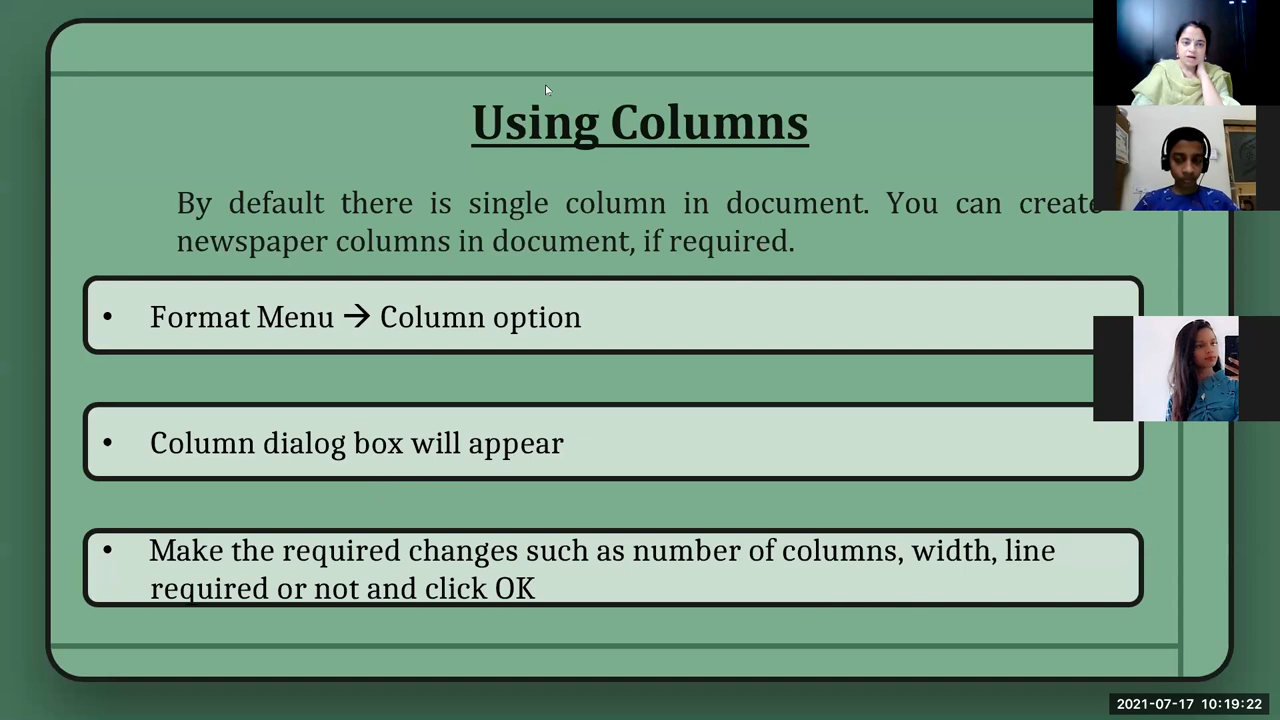 Using Columns
By default there is single column in document. You can create
newspaper columns in document, if required.
• Format Menu → Column option
• Column dialog box will appear
• Make the required changes such as number of columns, width, line
required or not and click OK
2021-07-17 10:19:22